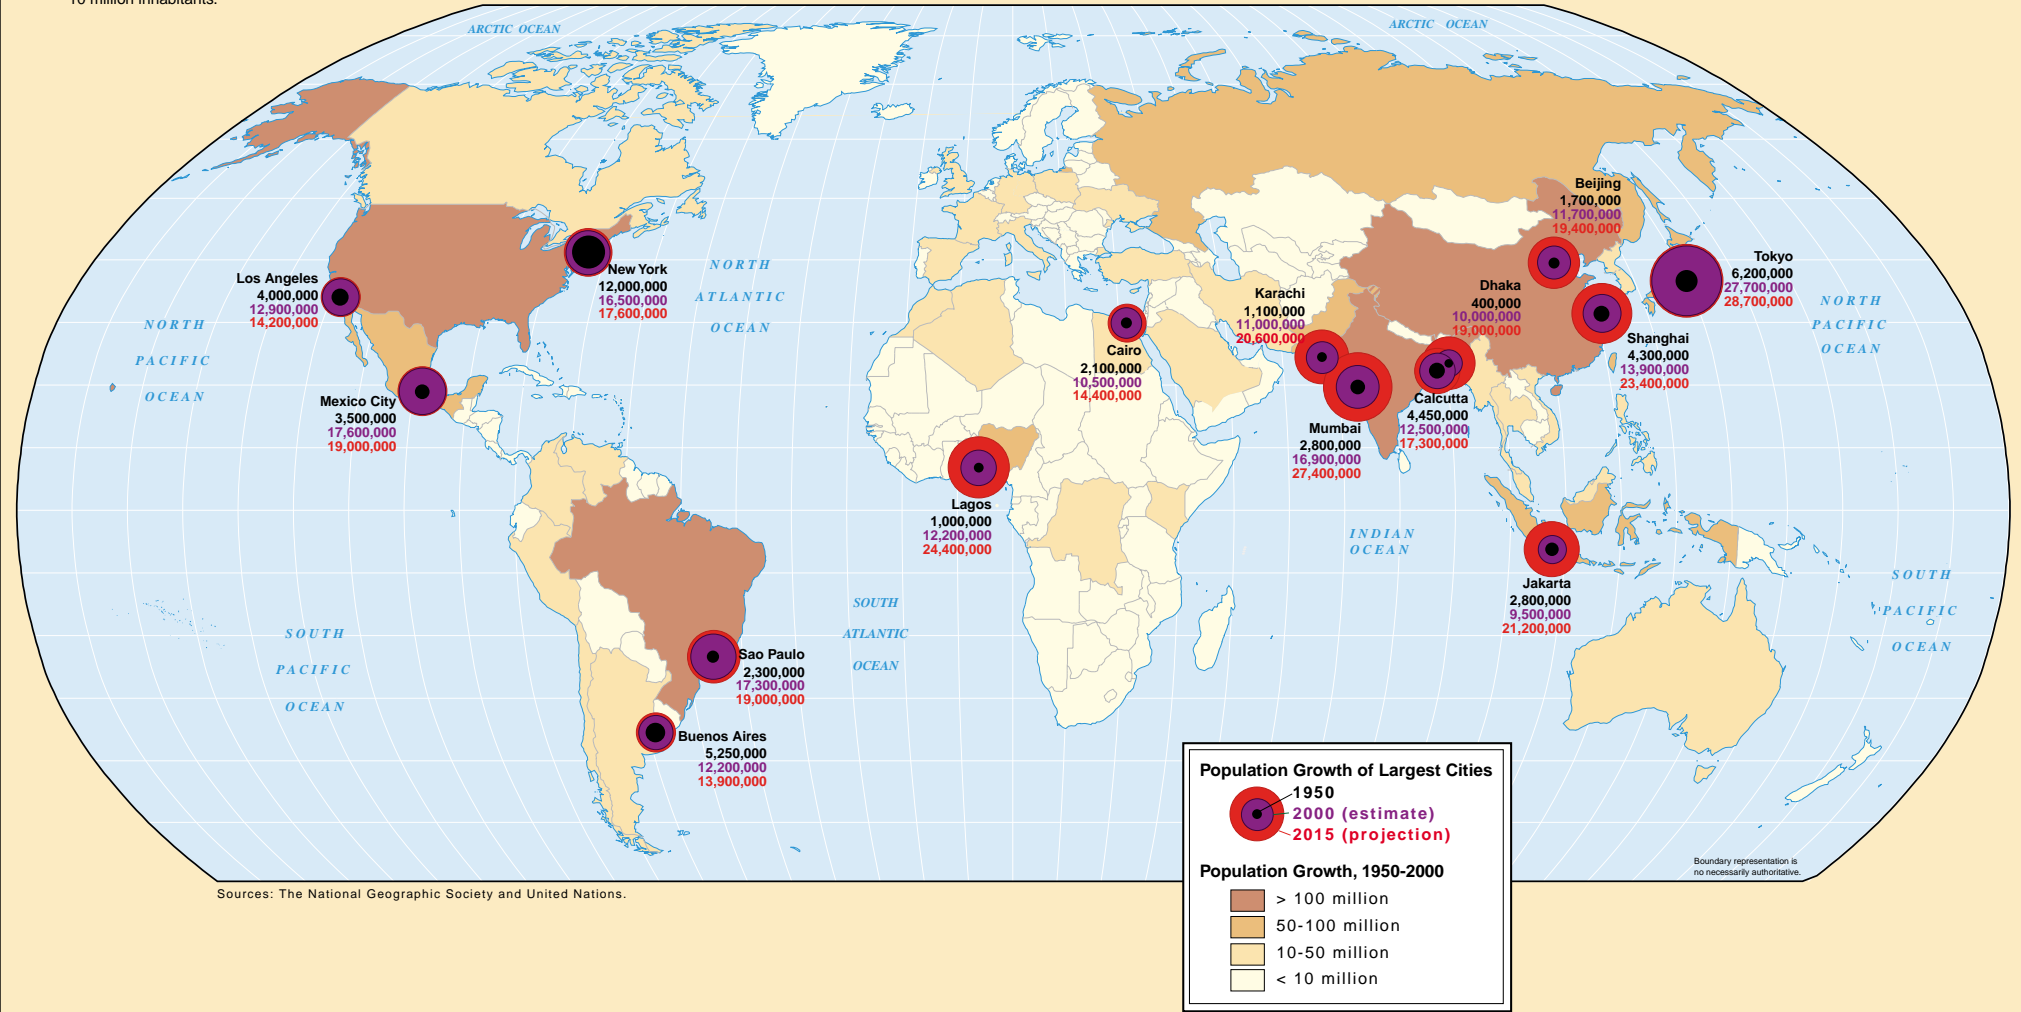 10 million inhabitants.
ARCTIC OCEAN
ARCTIC OCEAN
Beijing
1,700,000
11,700,000
19,400,000
Tokyo
6,200,000
27,700,000
28,700,000
New York
12,000,000
16,500,000
17,600,000
Los Angeles
4,000,000
12,900,000
14,200,000
NORTH
ATLANTIC
OCEAN
Karachi
1,100,000
11,000,000
20,600,000
Dhaka
400,000
10,000,000
19,000,000
NORTH
PACIFIC
OCEAN
NORTH
PACIFIC
OCEAN
Shanghai
4,300,000
13,900,000
23,400,000
Cairo
2,100,000
10,500,000
14,400,000
Mexico City
3,500,000
17,600,000
19,000,000
Calcutta
4,450,000
12,500,000
17,300,000
Mumbai
2,800,000
16,900,000
27,400,000
Lagos
1,000,000
12,200,000
24,400,000
INDIAN
OCEAN
Jakarta
2,800,000
9,500,000
21,200,000
SOUTH
PACIFIC
OCEAN
SOUTH
ATLANTIC
OCEAN
SOUTH
PACIFIC
OCEAN
Sao Paulo
2,300,000
17,300,000
19,000,000
Buenos Aires
5,250,000
12,200,000
13,900,000
Population Growth of Largest Cities
1950
2000 (estimate)
2015 (projection)
Population Growth, 1950-2000
> 100 million
50-100 million
10-50 million
< 10 million
Boundary representation is
no necessarily authoritative.
Sources: The National Geographic Society and United Nations.